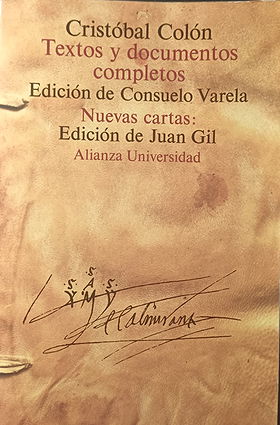 Cristóbal Colón
Textos y documentos
completos
Edición de Consuelo Varela
Nuevas cartas:
Edición de Juan Gil
Alianza Universidad
.S.
.S. A .S.
X M Y